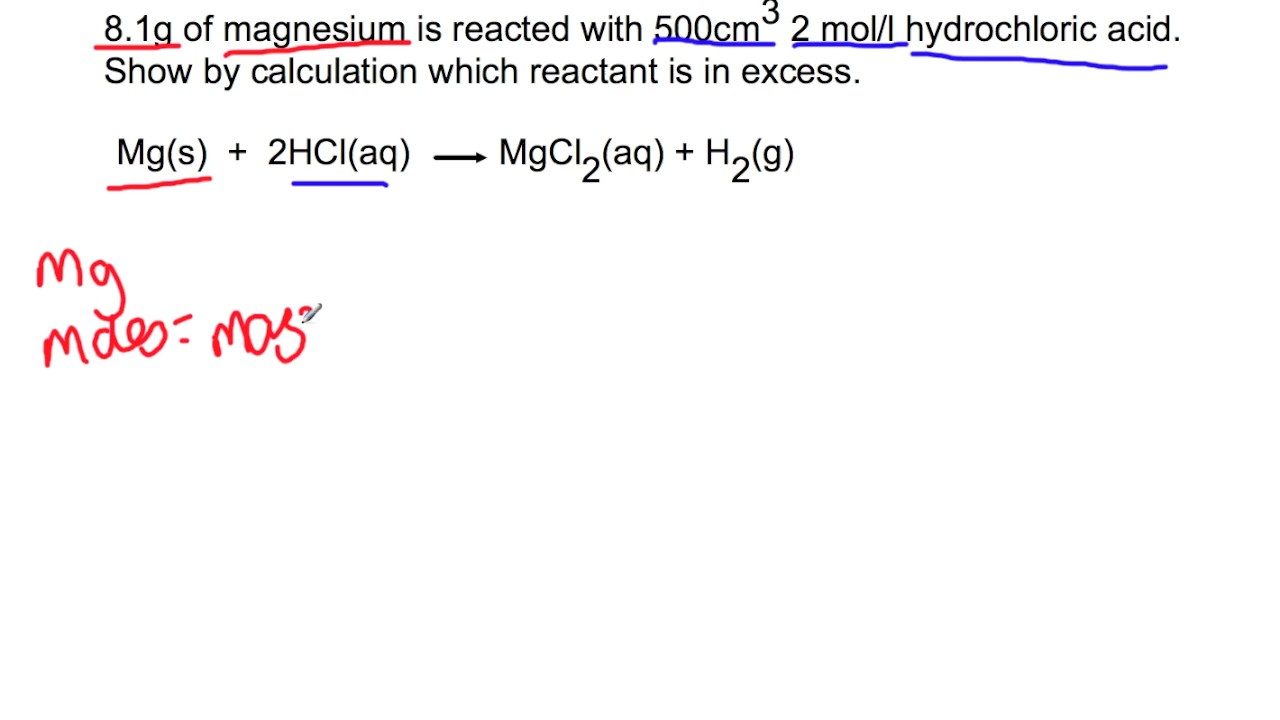 8.1g of magnesium is reacted with 500cm³ 2 mol/l hydrochloric acid.
Show by calculation which reactant is in excess.
Mg(s) + 2HCl(aq) → MgCl₂(aq) + H₂(g)
Mg
moles = mas